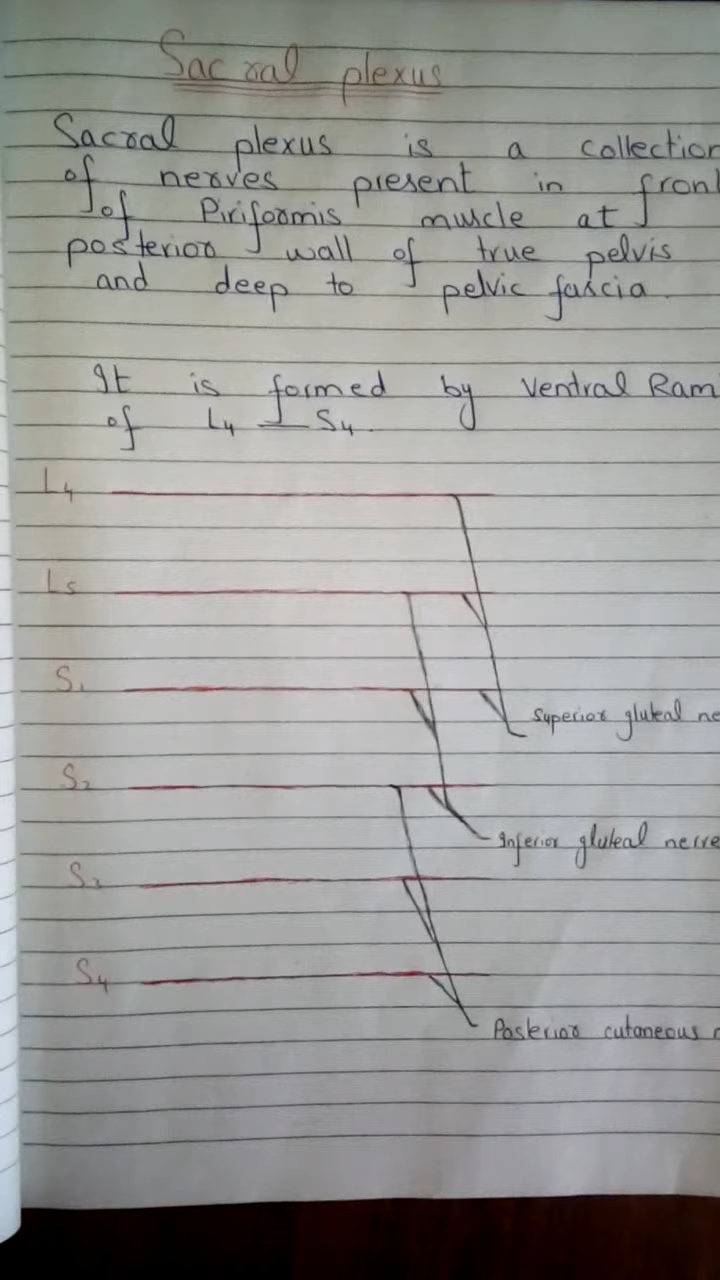 Sacral plexus
Sacral plexus is a collection
of nerves present in front
of Piriformis muscle at
posterior wall of true pelvis
and deep to pelvic fascia.
It is formed by Ventral Rami
of L4 — S4.
L4
L5
S1
Superior gluteal ne
S2
Inferior gluteal nerve
S3
S4
Posterior cutaneous n